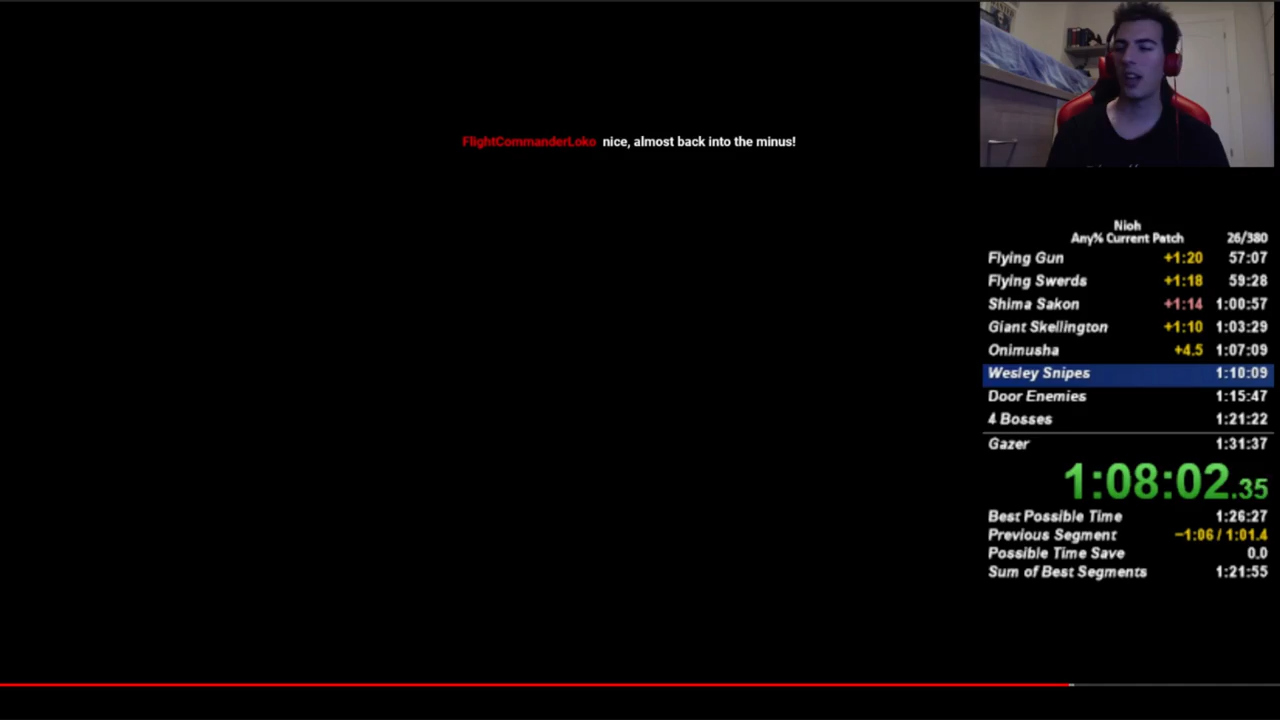 FlightCommanderLoko nice, almost back into the minus!
Nioh
Any% Current Patch 26/380
Flying Gun +1:20 57:07
Flying Swerds +1:18 59:28
Shima Sakon +1:14 1:00:57
Giant Skellington +1:10 1:03:29
Onimusha +4.5 1:07:09
Wesley Snipes 1:10:09
Door Enemies 1:15:47
4 Bosses 1:21:22
Gazer 1:31:37
1:08:02.35
Best Possible Time 1:26:27
Previous Segment −1:06 / 1:01.4
Possible Time Save 0.0
Sum of Best Segments 1:21:55